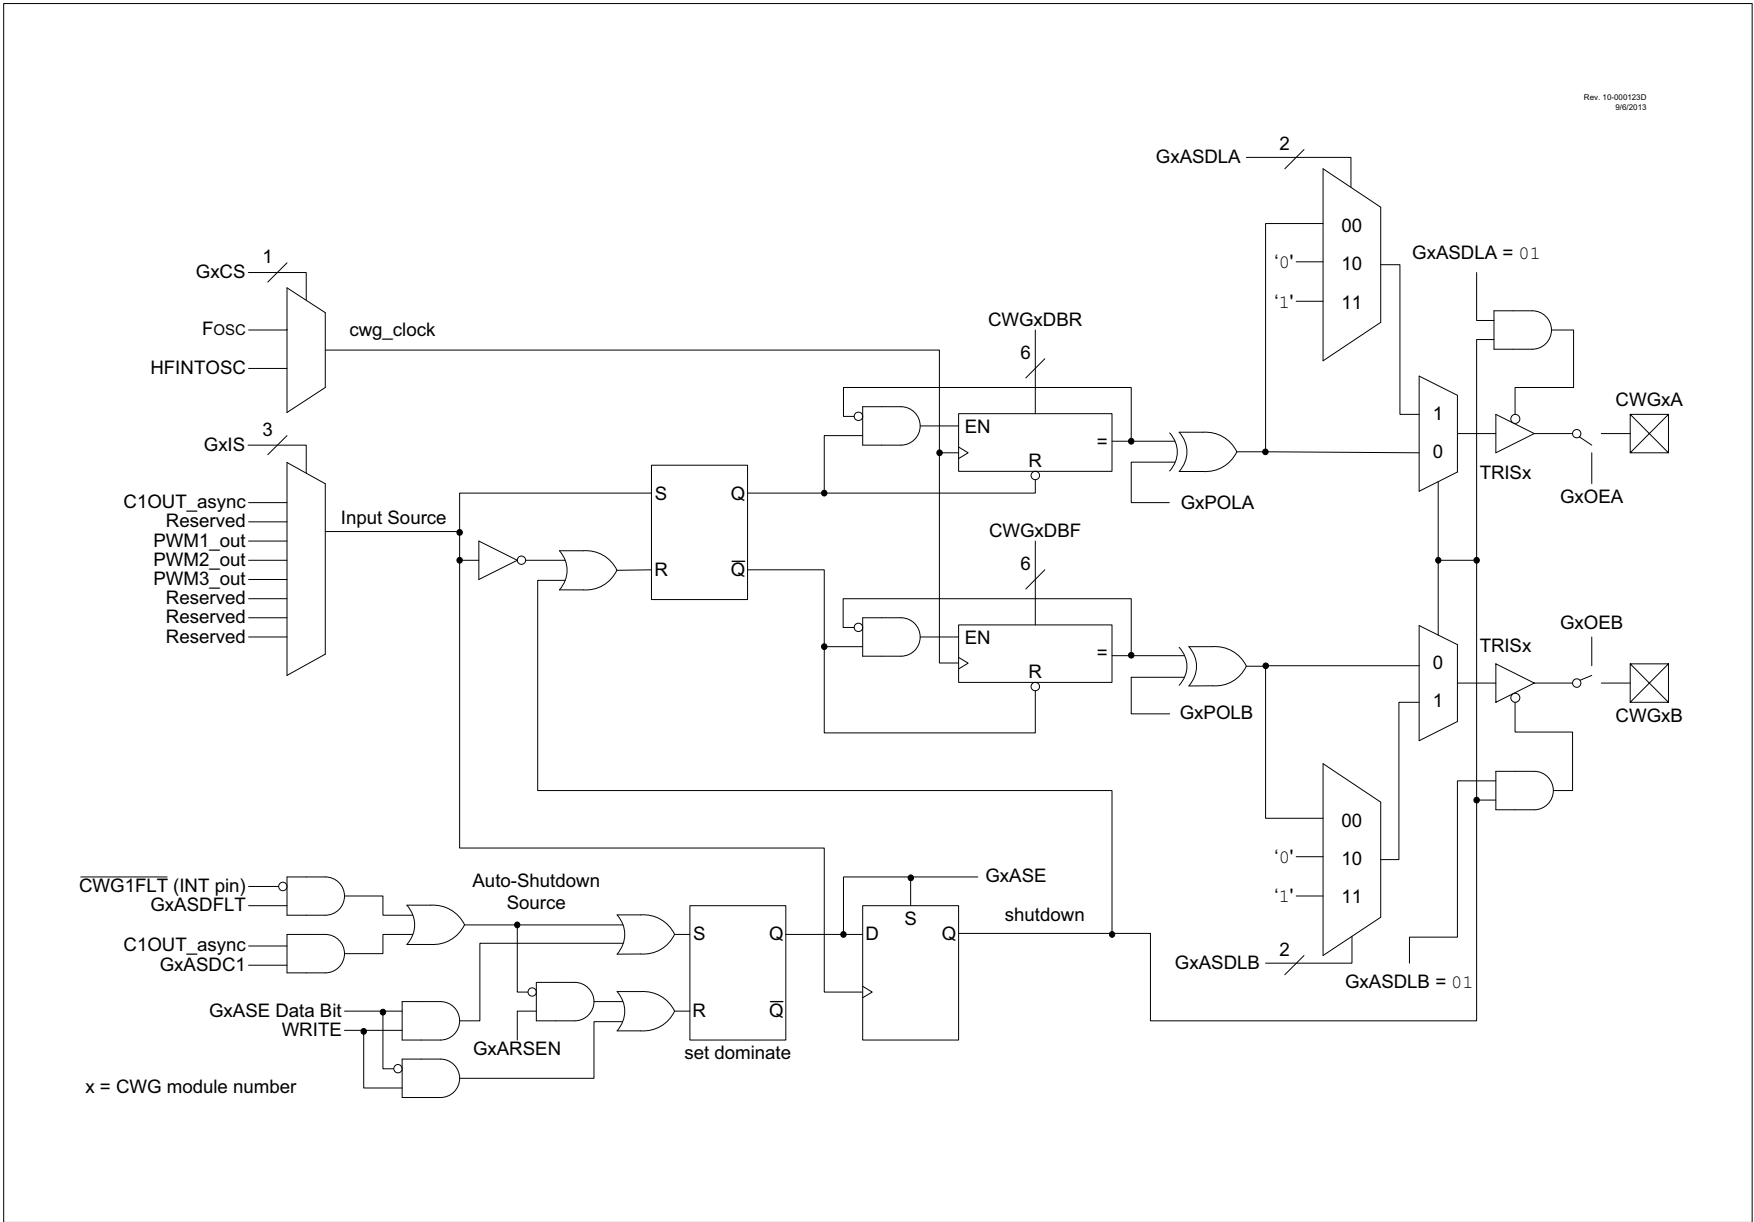 Rev. 10-000123D
9/6/2013
GxASDLA
2
00
‘0’
10
‘1’
11
GxASDLA = 01
GxCS
1
FOSC
HFINTOSC
cwg_clock
GxIS
3
C1OUT_async
Reserved
PWM1_out
PWM2_out
PWM3_out
Reserved
Reserved
Reserved
Input Source
S
Q
R
Q̅
CWGxDBR
6
EN
=
R
GxPOLA
CWGxDBF
6
EN
=
R
GxPOLB
1
0
TRISx
CWGxA
GxOEA
0
1
TRISx
GxOEB
CWGxB
00
‘0’
10
‘1’
11
GxASDLB
2
GxASDLB = 01
C̅W̅G̅1̅F̅L̅T̅ (INT pin)
GxASDFLT
C1OUT_async
GxASDC1
Auto-Shutdown
Source
GxASE Data Bit
WRITE
GxARSEN
S
Q
R
Q̅
set dominate
GxASE
S
D
Q
shutdown
x = CWG module number